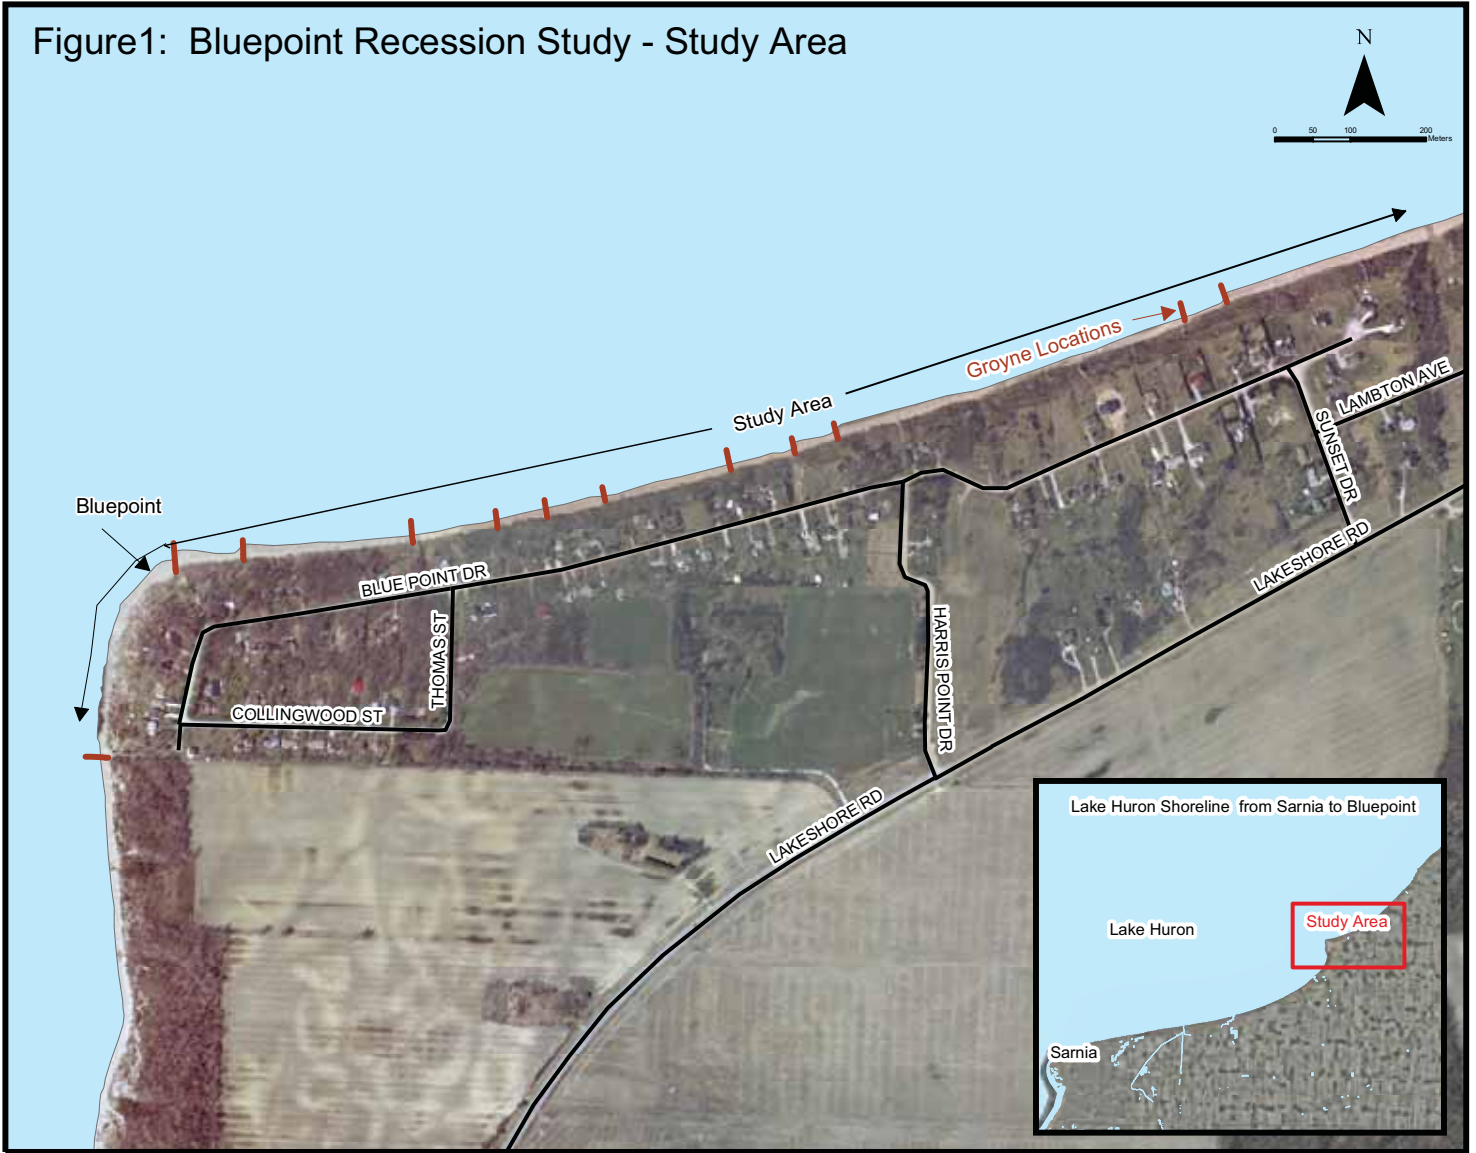 Figure1: Bluepoint Recession Study - Study Area
N
0 50 100 200
Meters
Groyne Locations
Study Area
Bluepoint
LAMBTON AVE
SUNSET DR
LAKESHORE RD
BLUE POINT DR
THOMAS ST
HARRIS POINT DR
COLLINGWOOD ST
LAKESHORE RD
Lake Huron Shoreline from Sarnia to Bluepoint
Study Area
Lake Huron
Sarnia